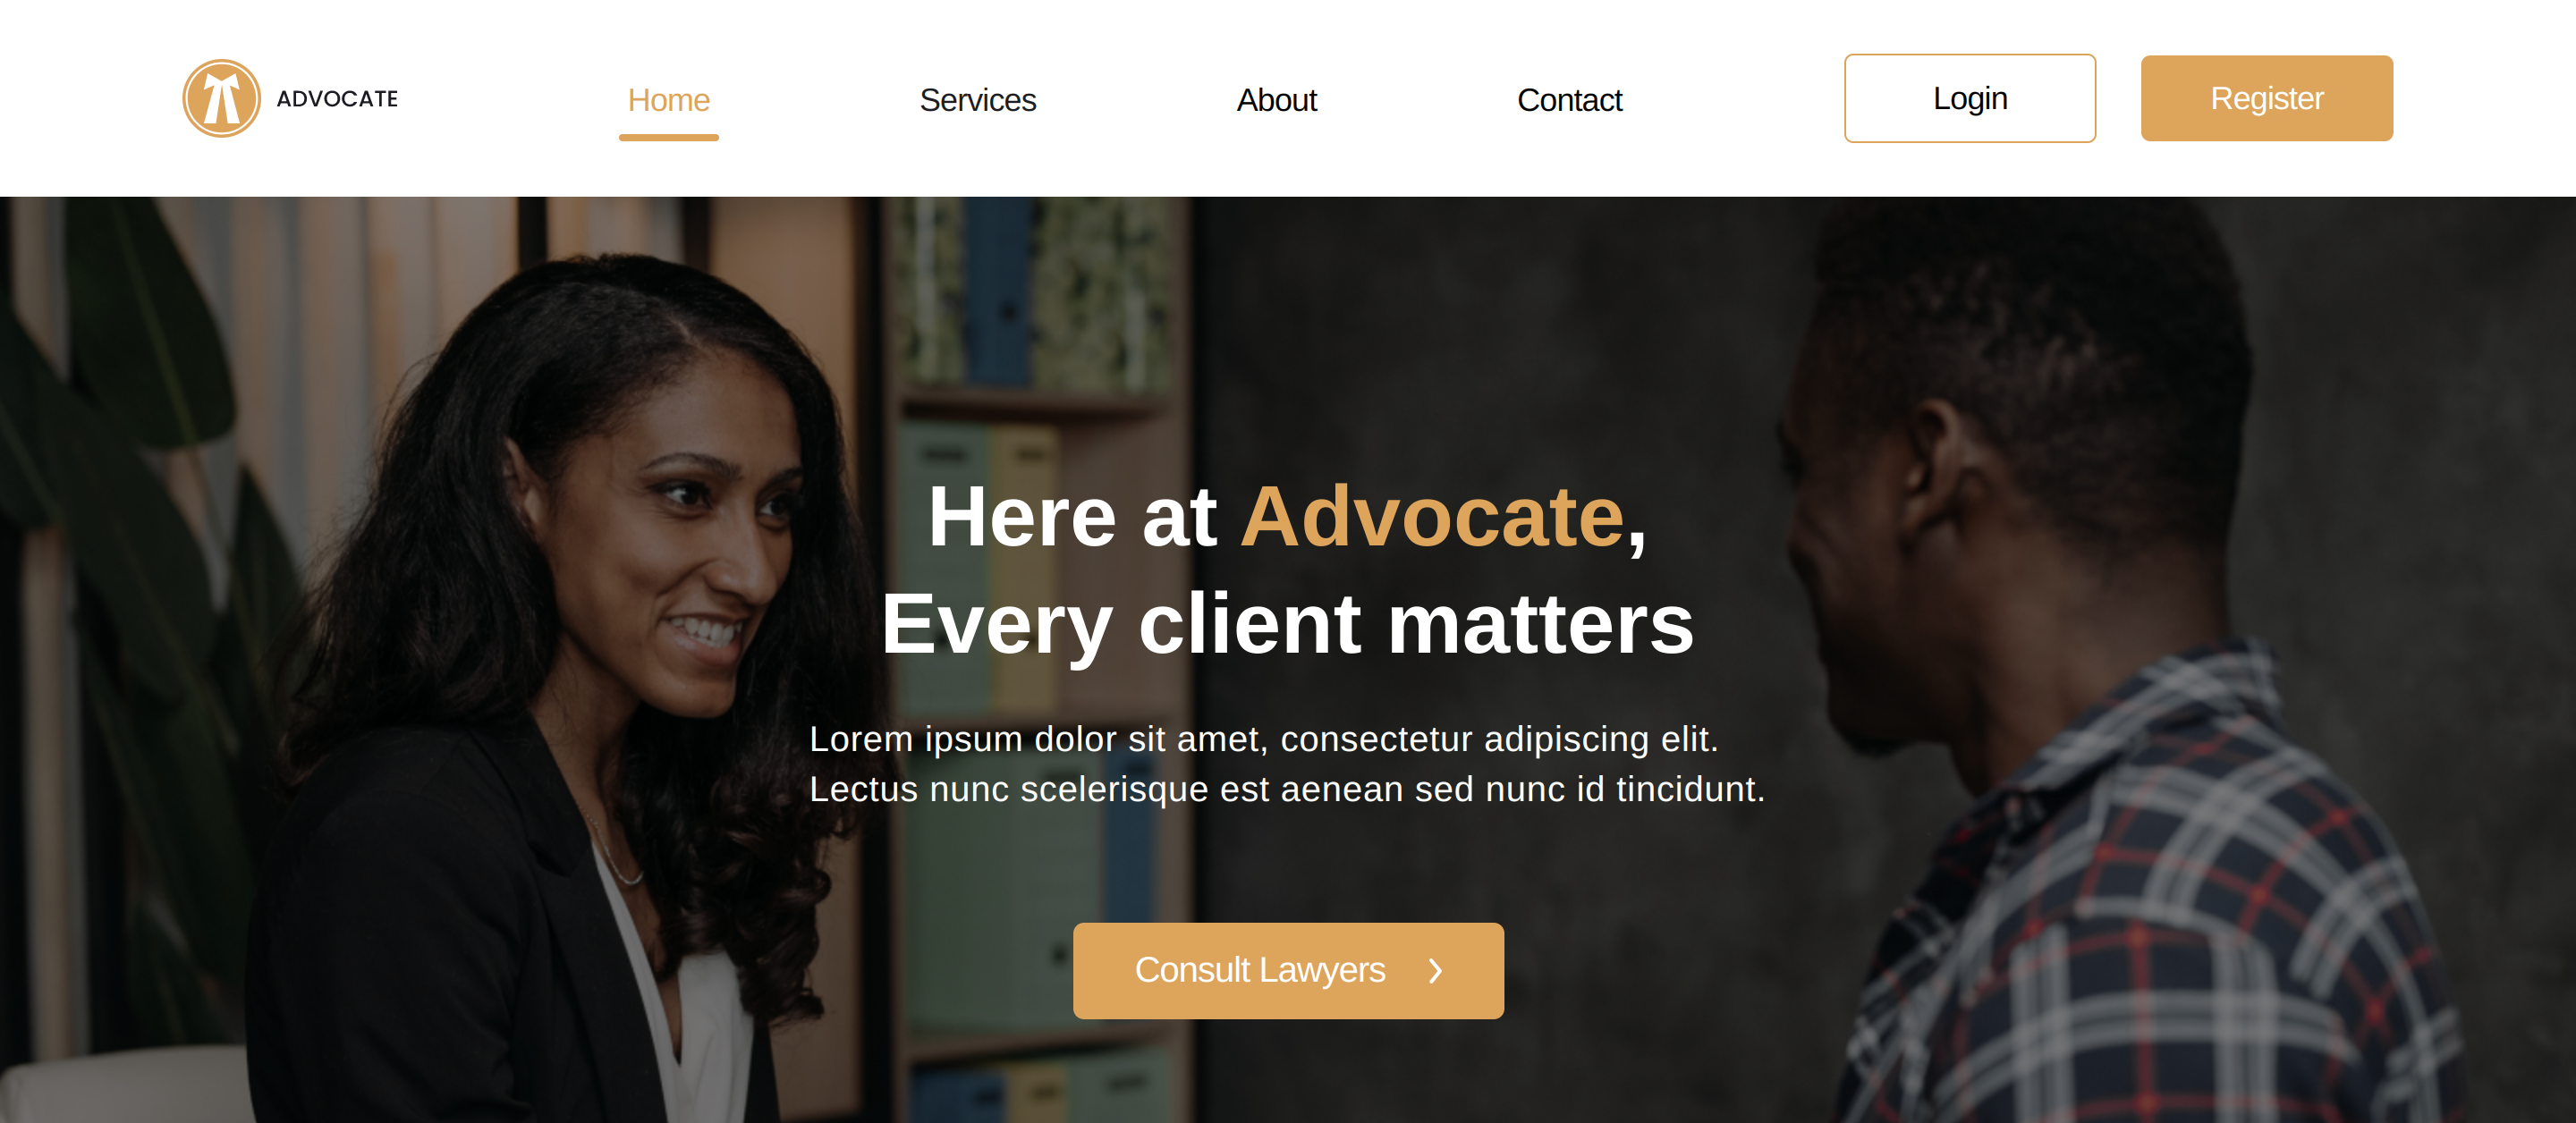 ADVOCATE
Home
Services
About
Contact
Login
Register
Here at Advocate,
Every client matters
Lorem ipsum dolor sit amet, consectetur adipiscing elit.
Lectus nunc scelerisque est aenean sed nunc id tincidunt.
Consult Lawyers